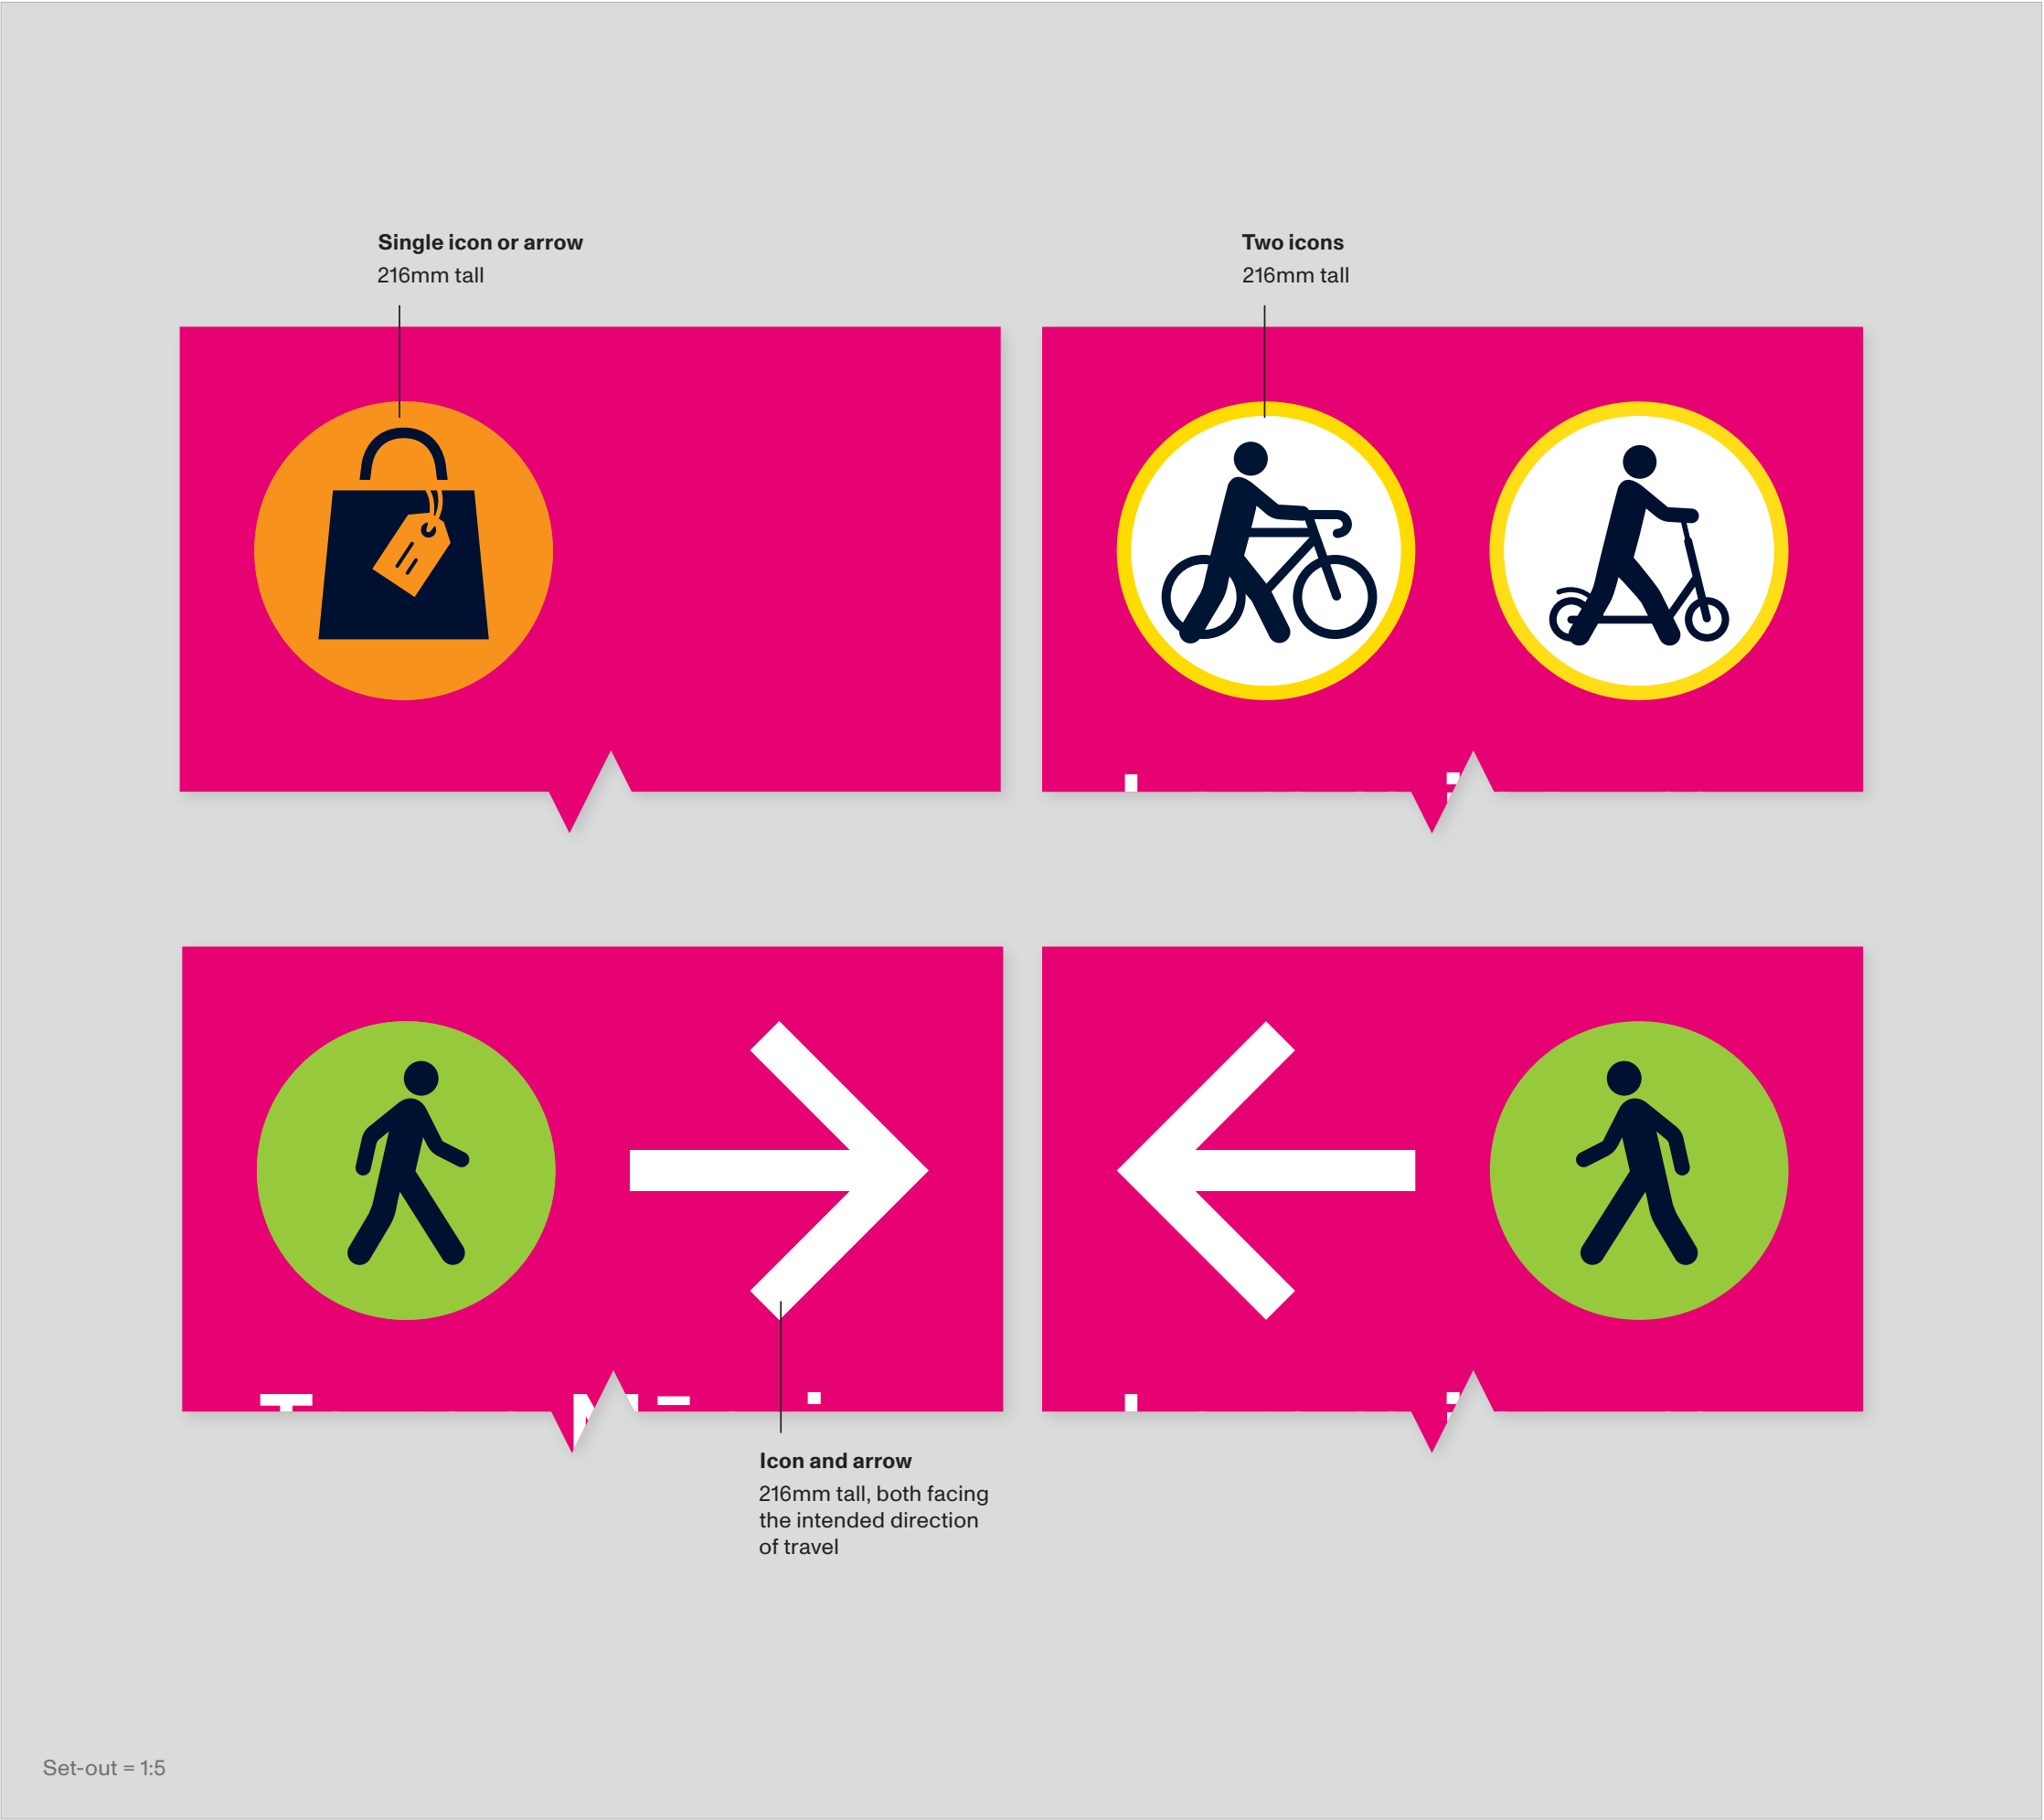 Single icon or arrow
216mm tall
Two icons
216mm tall
Icon and arrow
216mm tall, both facing
the intended direction
of travel
Set-out = 1:5